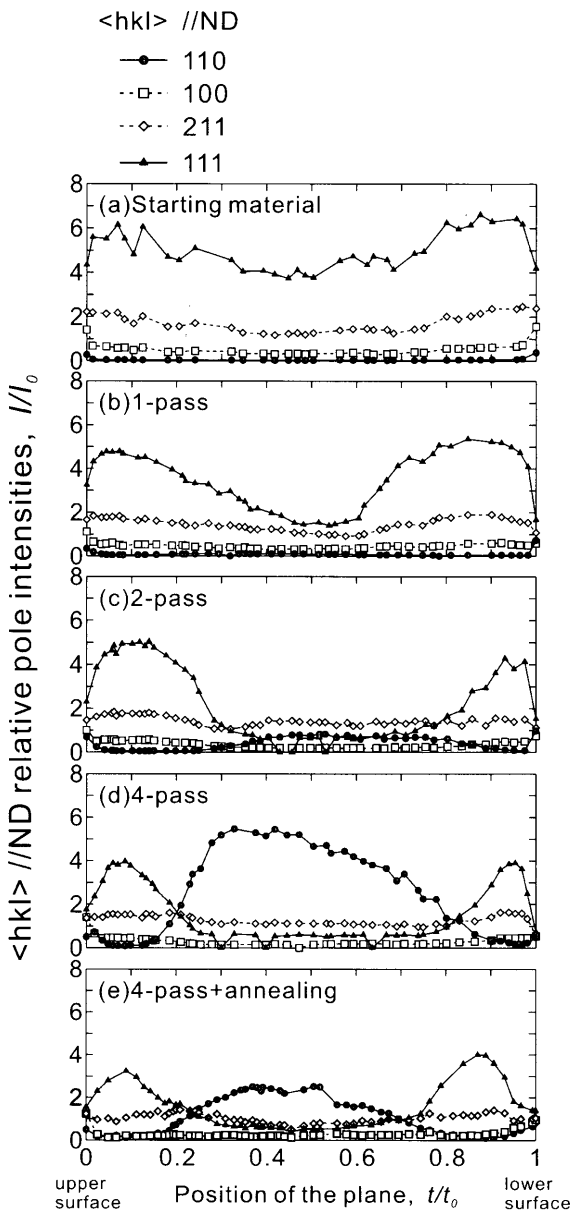 <hkl> //ND
110
100
211
111
<hkl> //ND relative pole intensities, I/I₀
8
(a)Starting material
6
4
2
0
8
(b)1-pass
6
4
2
0
8
(c)2-pass
6
4
2
0
8
(d)4-pass
6
4
2
0
8
(e)4-pass+annealing
6
4
2
0
0 0.2 0.4 0.6 0.8 1
upper surface
Position of the plane, t/t₀
lower surface